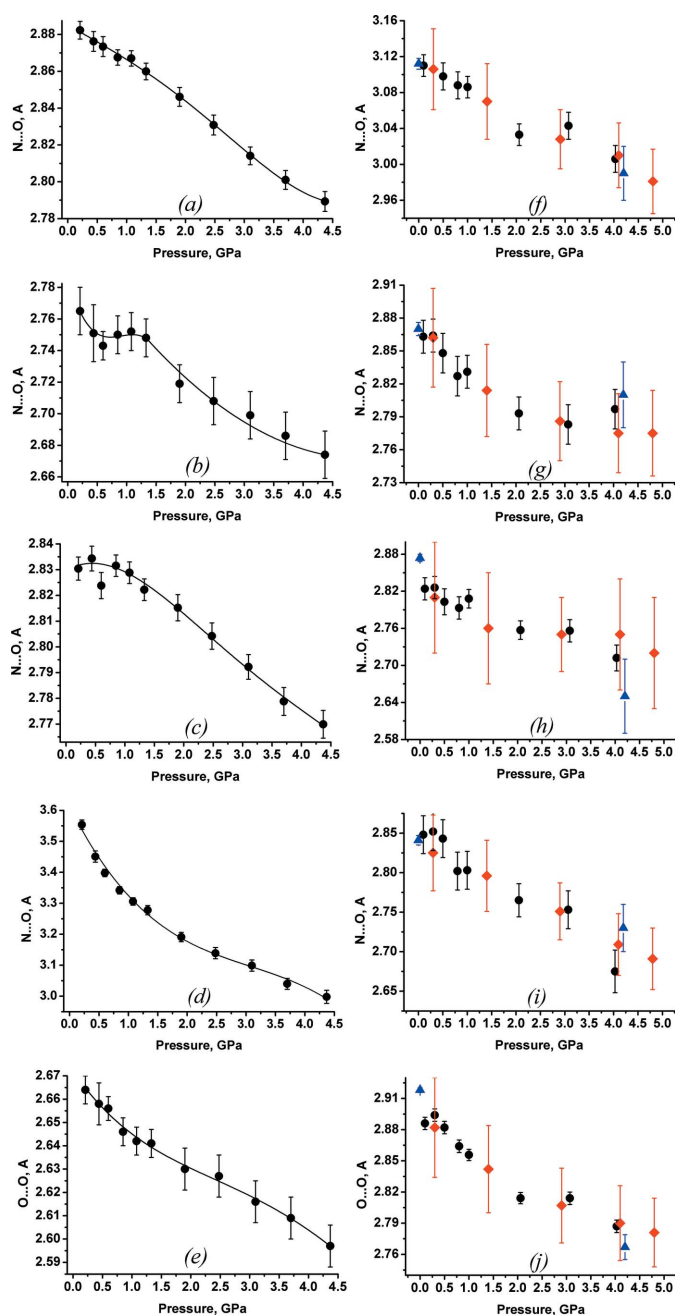 N...O, A
2.88
2.86
2.84
2.82
2.80
2.78
(a)
0.0 0.5 1.0 1.5 2.0 2.5 3.0 3.5 4.0 4.5
Pressure, GPa
N...O, A
3.16
3.12
3.08
3.04
3.00
2.96
(f)
0.0 0.5 1.0 1.5 2.0 2.5 3.0 3.5 4.0 4.5 5.0
Pressure, GPa
N...O, A
2.78
2.76
2.74
2.72
2.70
2.68
2.66
(b)
0.0 0.5 1.0 1.5 2.0 2.5 3.0 3.5 4.0 4.5
Pressure, GPa
N...O, A
2.91
2.88
2.85
2.82
2.79
2.76
2.73
(g)
0.0 0.5 1.0 1.5 2.0 2.5 3.0 3.5 4.0 4.5 5.0
Pressure, GPa
N...O, A
2.84
2.83
2.82
2.81
2.80
2.79
2.78
2.77
(c)
0.0 0.5 1.0 1.5 2.0 2.5 3.0 3.5 4.0 4.5
Pressure, GPa
N...O, A
2.88
2.82
2.76
2.70
2.64
2.58
(h)
0.0 0.5 1.0 1.5 2.0 2.5 3.0 3.5 4.0 4.5 5.0
Pressure, GPa
N...O, A
3.6
3.5
3.4
3.3
3.2
3.1
3.0
(d)
0.0 0.5 1.0 1.5 2.0 2.5 3.0 3.5 4.0 4.5
Pressure, GPa
N...O, A
2.85
2.80
2.75
2.70
2.65
(i)
0.0 0.5 1.0 1.5 2.0 2.5 3.0 3.5 4.0 4.5 5.0
Pressure, GPa
O...O, A
2.67
2.66
2.65
2.64
2.63
2.62
2.61
2.60
2.59
(e)
0.0 0.5 1.0 1.5 2.0 2.5 3.0 3.5 4.0 4.5
Pressure, GPa
O...O, A
2.91
2.88
2.85
2.82
2.79
2.76
(j)
0.0 0.5 1.0 1.5 2.0 2.5 3.0 3.5 4.0 4.5 5.0
Pressure, GPa